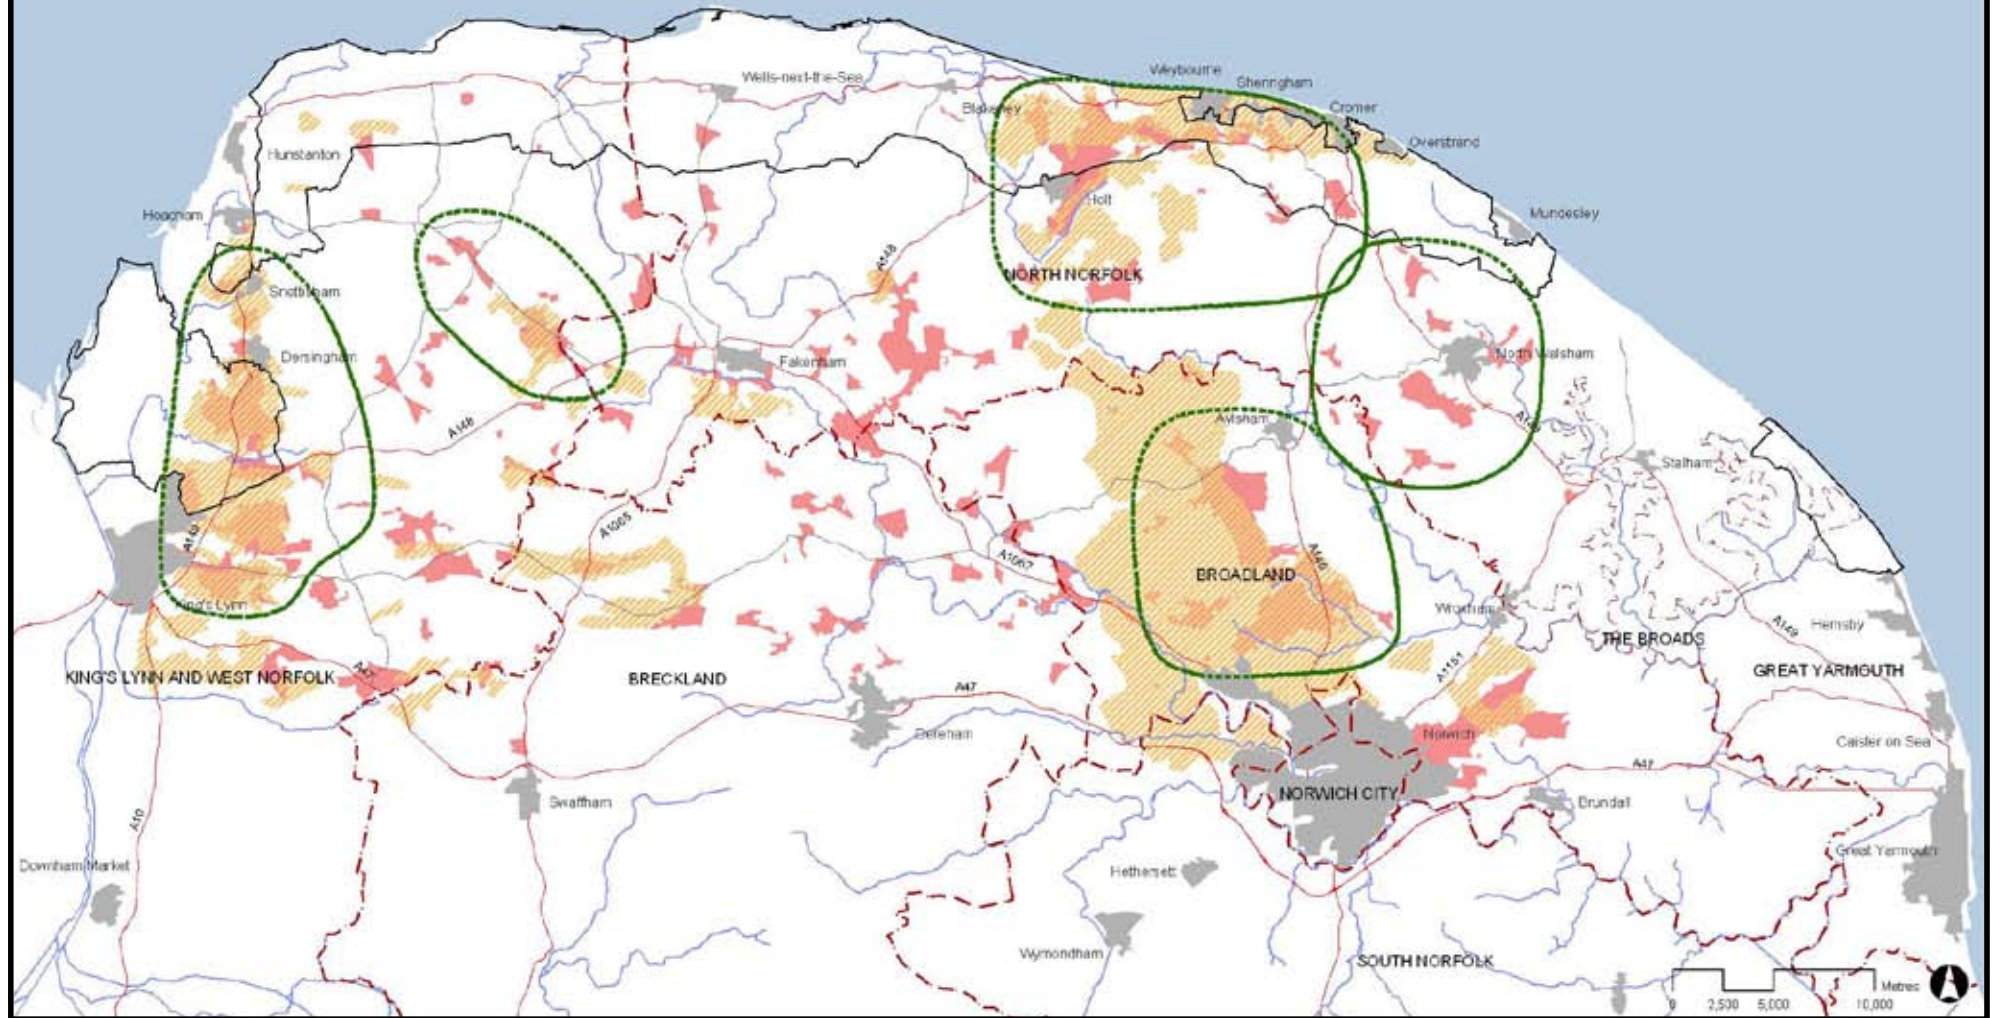 Weybourne
Wells-next-the-Sea
Sheringham
Blakeney
Cromer
Overstrand
Hunstanton
Holt
Heacham
Mundesley
A148
NORTH NORFOLK
Snettisham
Dersingham
Fakenham
North Walsham
A148
Aylsham
A149
Stalham
A1065
A149
A1067
A140
BROADLAND
King's Lynn
Wroxham
Hemsby
A149
THE BROADS
A1151
KING'S LYNN AND WEST NORFOLK
A47
BRECKLAND
GREAT YARMOUTH
A47
Dereham
Norwich
Caister on Sea
A47
NORWICH CITY
Swaffham
Brundall
A10
Downham Market
Great Yarmouth
Hethersett
Wymondham
SOUTH NORFOLK
Metres
0 2,500 5,000 10,000